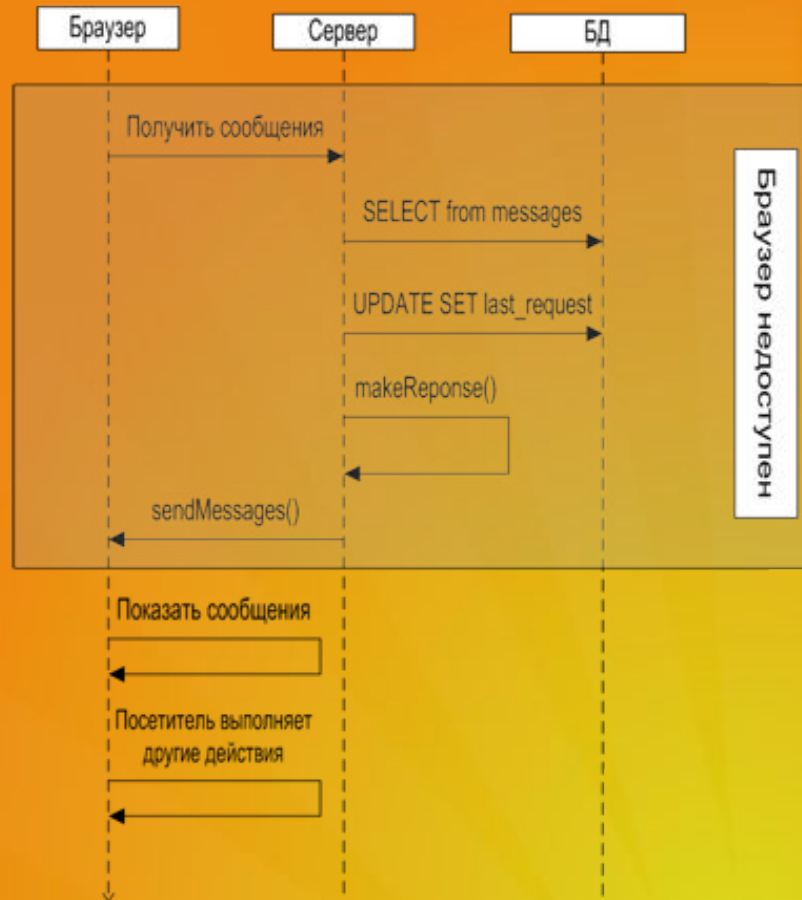 Браузер
Сервер
БД
Получить сообщения
SELECT from messages
UPDATE SET last_request
makeReponse()
sendMessages()
Браузер недоступен
Показать сообщения
Посетитель выполняет
другие действия